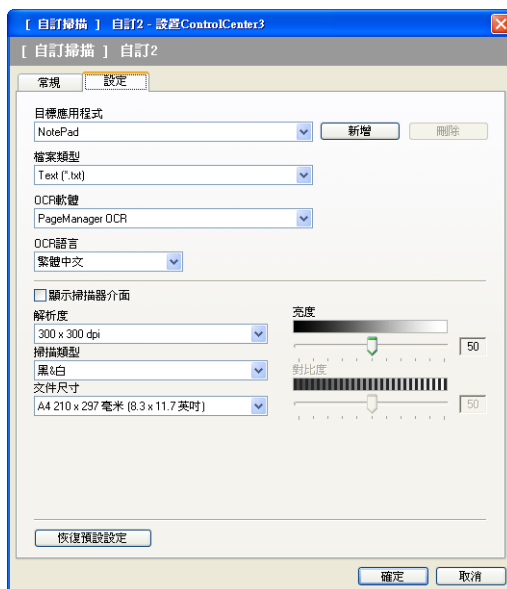 [ 自訂掃描 ] 自訂2 - 設置ControlCenter3
[ 自訂掃描 ] 自訂2
常規 設定
目標應用程式
NotePad 新增 刪除
檔案類型
Text (*.txt)
OCR軟體
PageManager OCR
OCR語言
繁體中文
顯示掃描器介面
解析度 亮度
300 x 300 dpi 50
掃描類型 對比度
黑&白 50
文件尺寸
A4 210 x 297 毫米 (8.3 x 11.7 英吋)
恢復預設設定
確定 取消